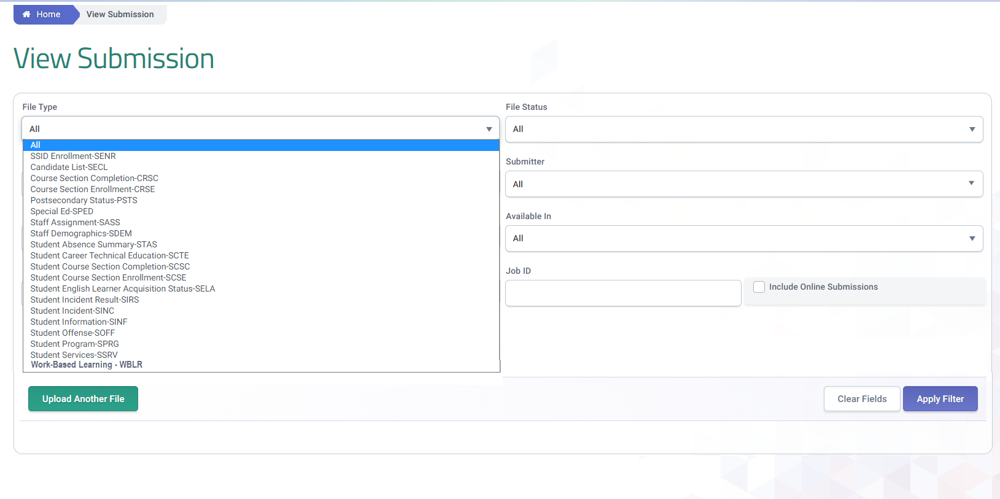 Home
View Submission
View Submission
File Type
All
All
SSID Enrollment-SENR
Candidate List-SECL
Course Section Completion-CRSC
Course Section Enrollment-CRSE
Postsecondary Status-PSTS
Special Ed-SPED
Staff Assignment-SASS
Staff Demographics-SDEM
Student Absence Summary-STAS
Student Career Technical Education-SCTE
Student Course Section Completion-SCSC
Student Course Section Enrollment-SCSE
Student English Learner Acquisition Status-SELA
Student Incident Result-SIRS
Student Incident-SINC
Student Information-SINF
Student Offense-SOFF
Student Program-SPRG
Student Services-SSRV
Work-Based Learning - WBLR
File Status
All
Submitter
All
Available In
All
Job ID
Include Online Submissions
Upload Another File
Clear Fields
Apply Filter